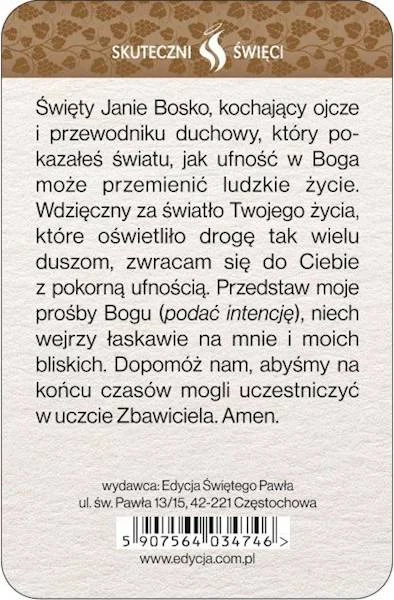 SKUTECZNI ŚWIĘCI
Święty Janie Bosko, kochający ojcze
i przewodniku duchowy, który po-
kazałeś światu, jak ufność w Boga
może przemienić ludzkie życie.
Wdzięczny za światło Twojego życia,
które oświetliło drogę tak wielu
duszom, zwracam się do Ciebie
z pokorną ufnością. Przedstaw moje
prośby Bogu (podać intencję), niech
wejrzy łaskawie na mnie i moich
bliskich. Dopomóż nam, abyśmy na
końcu czasów mogli uczestniczyć
w uczcie Zbawiciela. Amen.
wydawca: Edycja Świętego Pawła
ul. św. Pawła 13/15, 42-221 Częstochowa
5 907564 034746 >
www.edycja.com.pl